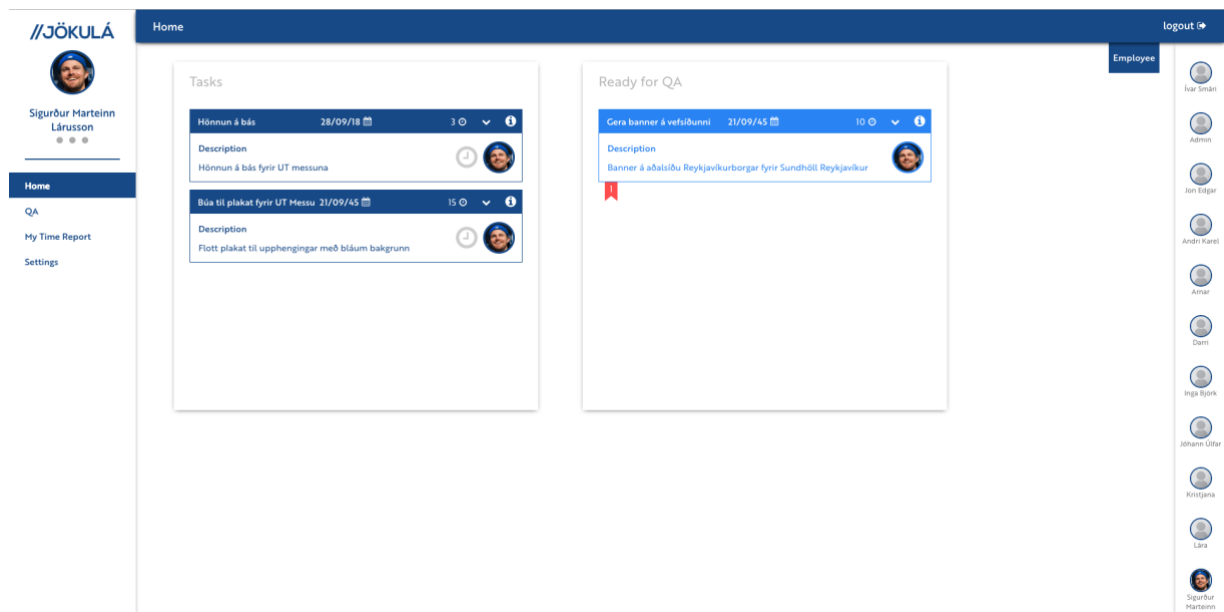 //JÖKULÁ
Home
logout
Employee
Sigurður Marteinn
Lárusson
Home
QA
My Time Report
Settings
Tasks
Hönnun á bás 28/09/18 3
Description
Hönnun á bás fyrir UT messuna
Búa til plakat fyrir UT Messu 21/09/45 15
Description
Flott plakat til upphengingar með bláum bakgrunn
Ready for QA
Gera banner á vefsíðunni 21/09/45 10
Description
Banner á aðalsíðu Reykjavíkurborgar fyrir Sundhöll Reykjavíkur
1
Ívar Smári
Admin
Jon Edgar
Andri Karel
Arnar
Darri
Inga Björk
Jóhann Úlfar
Kristjana
Lára
Sigurður
Marteinn